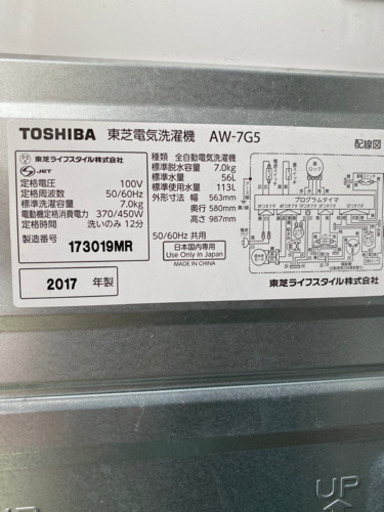 TOSHIBA 東芝電気洗濯機 AW-7G5 配線図
東芝ライフスタイル株式会社
JET
定格電圧 100V
定格周波数 50/60Hz
標準洗濯容量 7.0kg
電動機定格消費電力 370/450W
定格時間 洗いのみ 12分
製造番号
173019MR
2017 年製
種類 全自動電気洗濯機
標準脱水容量 7.0kg
標準水量 56L
標準使用水量 113L
外形寸法 幅 563mm
奥行 580mm
高さ 987mm
50/60Hz 共用
日本国内専用
Use Only in Japan
MADE IN CHINA
プログラムタイマ
東芝ライフスタイル株式会社
UP
UP